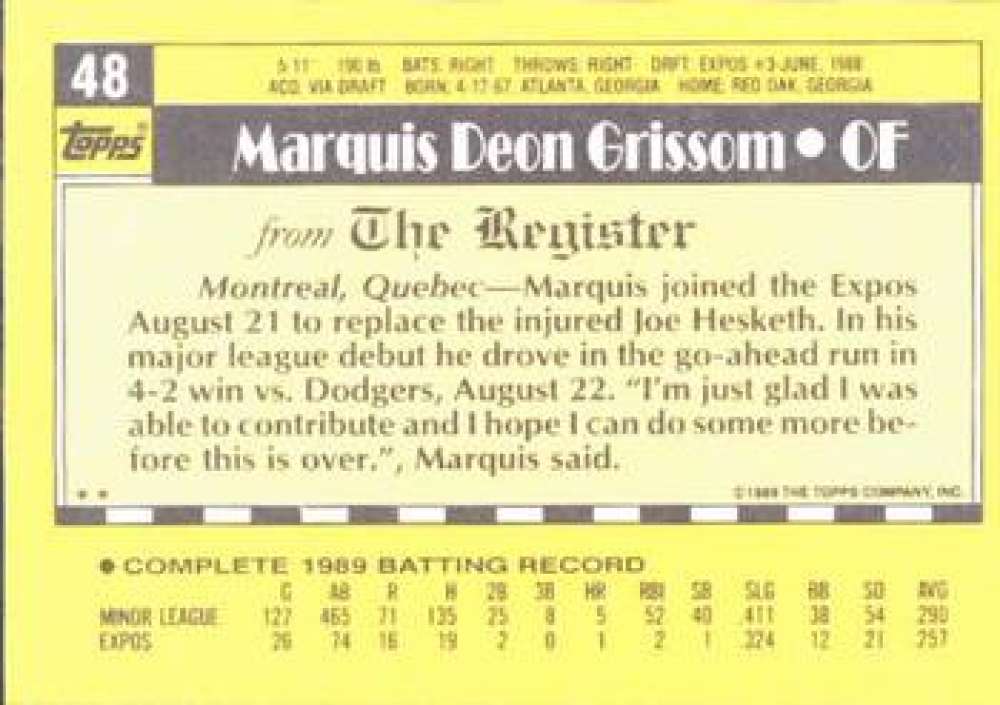 48
5-11 190 lb BATS: RIGHT THROWS: RIGHT DRFT: EXPOS #3-JUNE, 1988
ACQ: VIA DRAFT BORN: 4-17-67, ATLANTA, GEORGIA HOME: RED OAK, GEORGIA
Topps®
Marquis Deon Grissom • OF
from The Register
Montreal, Quebec—Marquis joined the Expos
August 21 to replace the injured Joe Hesketh. In his
major league debut he drove in the go-ahead run in
4-2 win vs. Dodgers, August 22. "I'm just glad I was
able to contribute and I hope I can do some more be-
fore this is over.", Marquis said.
* * ©1989 THE TOPPS COMPANY, INC.
• COMPLETE 1989 BATTING RECORD
G AB R H 2B 3B HR RBI SB SLG BB SO AVG
MINOR LEAGUE 127 465 71 135 25 8 5 52 40 .411 38 54 .290
EXPOS 26 74 16 19 2 0 1 2 1 .324 12 21 .257